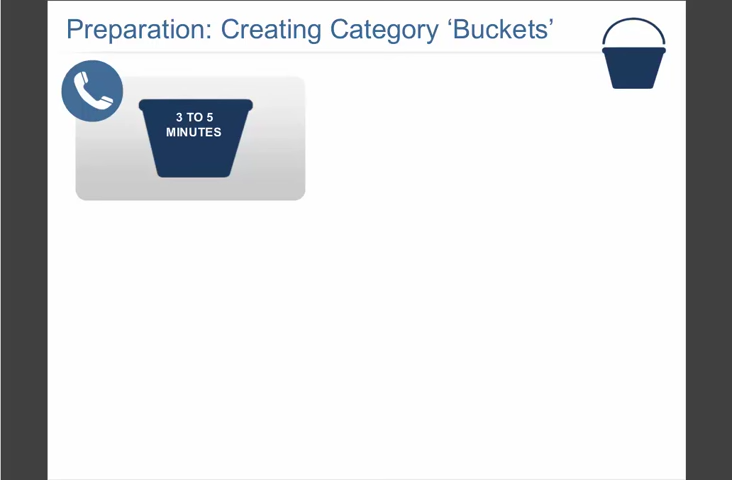 Preparation: Creating Category ‘Buckets’
3 TO 5
MINUTES